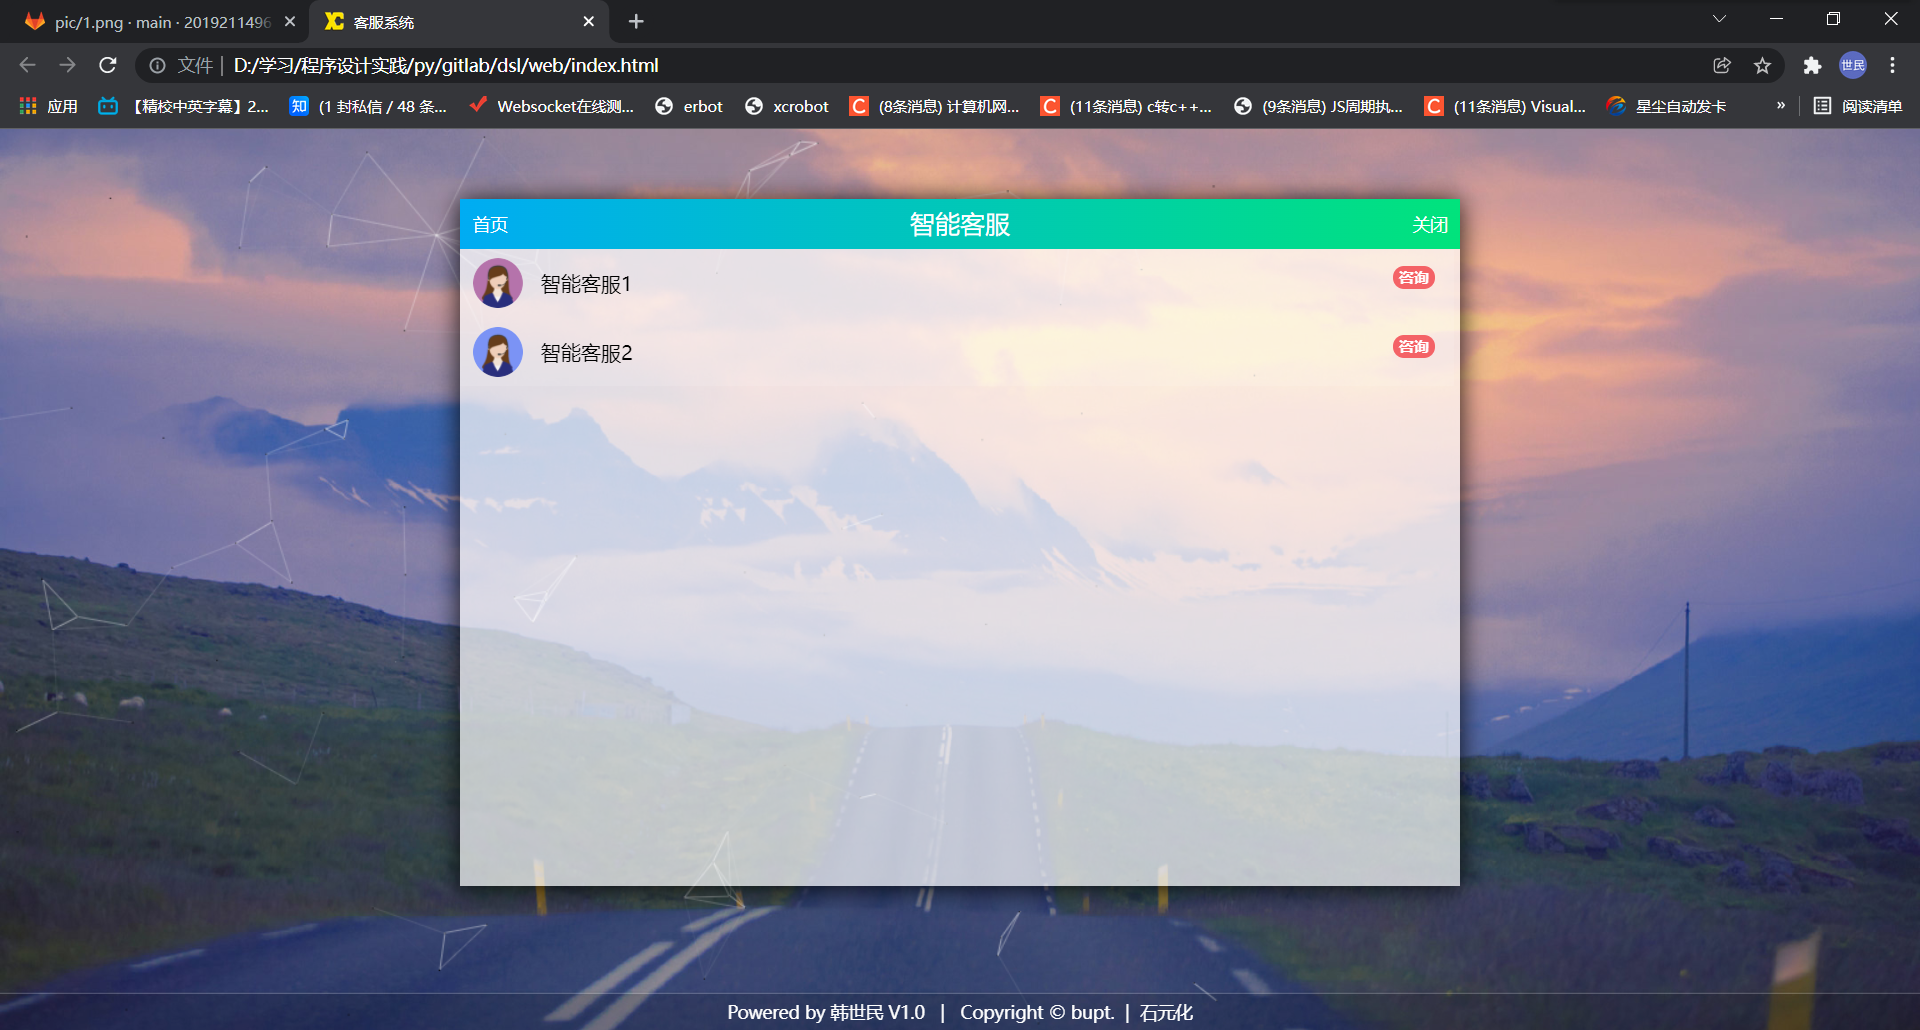 pic/1.png · main · 2019211496
客服系统
文件 | D:/学习/程序设计实践/py/gitlab/dsl/web/index.html
世民
应用
【精校中英字幕】2...
知 (1 封私信 / 48 条...
Websocket在线测...
erbot
xcrobot
C (8条消息) 计算机网...
C (11条消息) c转c++...
(9条消息) JS周期执...
C (11条消息) Visual...
星尘自动发卡
»
阅读清单
首页
智能客服
关闭
智能客服1
咨询
智能客服2
咨询
Powered by 韩世民 V1.0 | Copyright © bupt. | 石元化